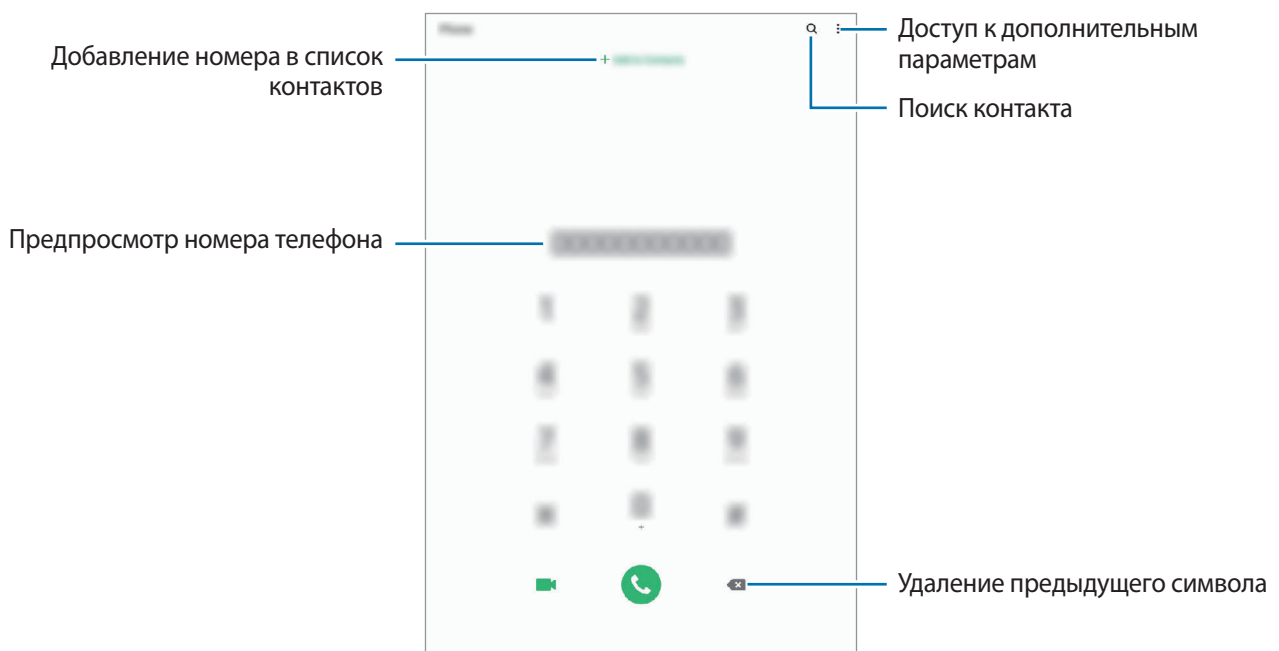 Добавление номера в список
контактов
Доступ к дополнительным
параметрам
Поиск контакта
Предпросмотр номера телефона
Удаление предыдущего символа